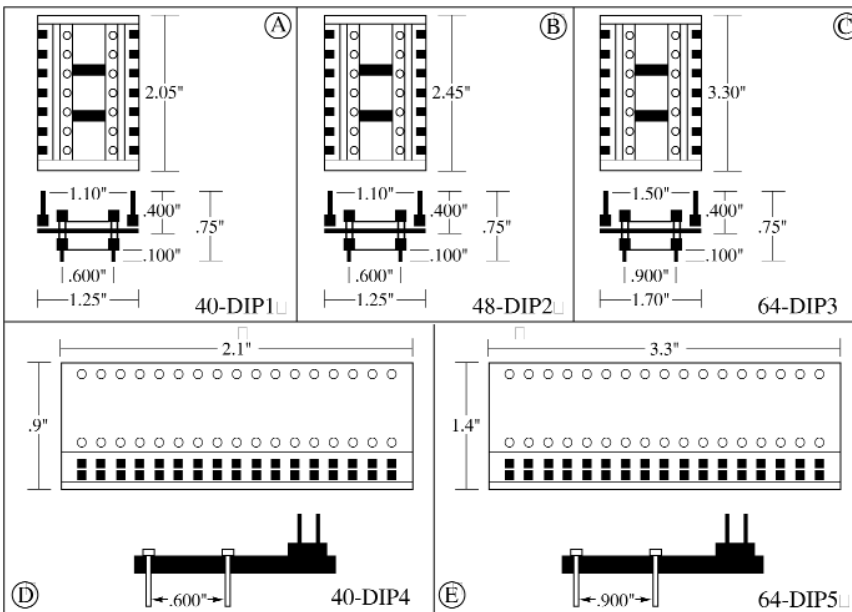 A
2.05"
1.10"
.400"
.75"
.100"
.600"
1.25"
40-DIP1
B
2.45"
1.10"
.400"
.75"
.100"
.600"
1.25"
48-DIP2
C
3.30"
1.50"
.400"
.75"
.100"
.900"
1.70"
64-DIP3
2.1"
.9"
.600"
D
40-DIP4
3.3"
1.4"
.900"
E
64-DIP5